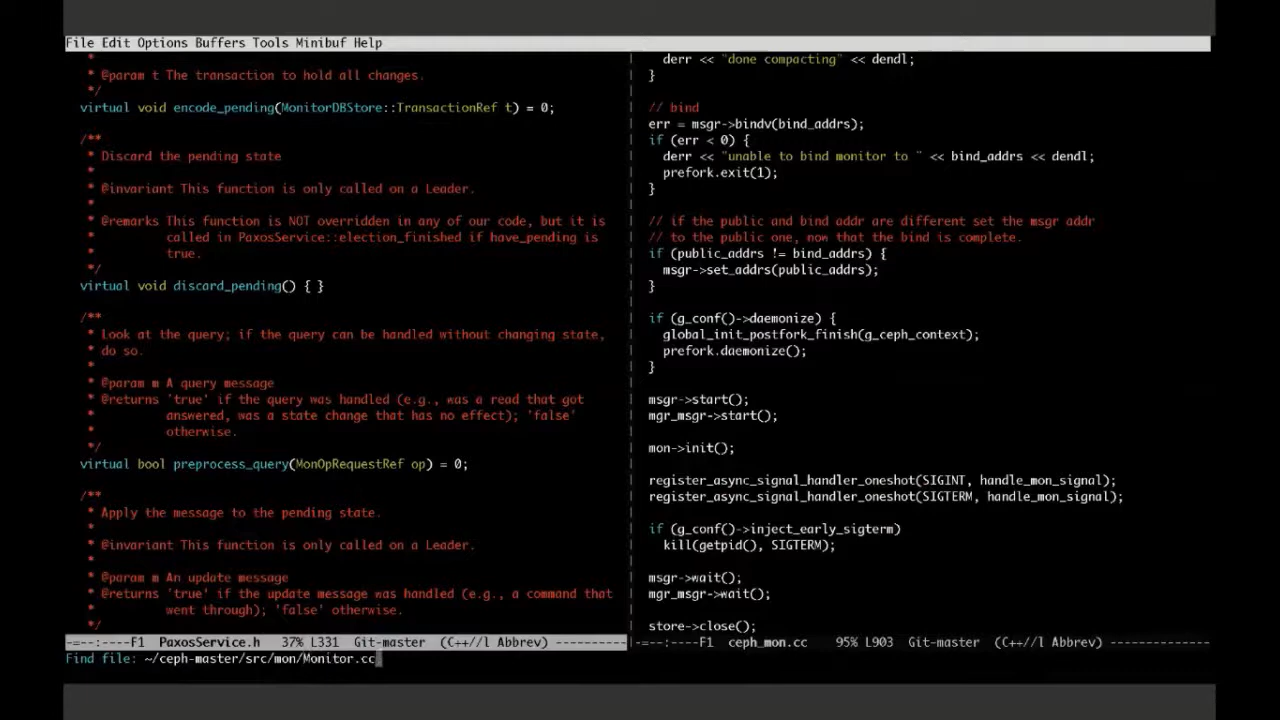 File Edit Options Buffers Tools Minibuf Help
*
* @param t The transaction to hold all changes.
*/
virtual void encode_pending(MonitorDBStore::TransactionRef t) = 0;
/**
* Discard the pending state
*
* @invariant This function is only called on a Leader.
*
* @remarks This function is NOT overridden in any of our code, but it is
* called in PaxosService::election_finished if have_pending is
* true.
*/
virtual void discard_pending() { }
/**
* Look at the query; if the query can be handled without changing state,
* do so.
*
* @param m A query message
* @returns 'true' if the query was handled (e.g., was a read that got
* answered, was a state change that has no effect); 'false'
* otherwise.
*/
virtual bool preprocess_query(MonOpRequestRef op) = 0;
/**
* Apply the message to the pending state.
*
* @invariant This function is only called on a Leader.
*
* @param m An update message
* @returns 'true' if the update message was handled (e.g., a command that
* went through); 'false' otherwise.
*/
-=--:----F1 PaxosService.h 37% L331 Git-master (C++//l Abbrev) ----------
derr << "done compacting" << dendl;
}
// bind
err = msgr->bindv(bind_addrs);
if (err < 0) {
derr << "unable to bind monitor to " << bind_addrs << dendl;
prefork.exit(1);
}
// if the public and bind addr are different set the msgr addr
// to the public one, now that the bind is complete.
if (public_addrs != bind_addrs) {
msgr->set_addrs(public_addrs);
}
if (g_conf()->daemonize) {
global_init_postfork_finish(g_ceph_context);
prefork.daemonize();
}
msgr->start();
mgr_msgr->start();
mon->init();
register_async_signal_handler_oneshot(SIGINT, handle_mon_signal);
register_async_signal_handler_oneshot(SIGTERM, handle_mon_signal);
if (g_conf()->inject_early_sigterm)
kill(getpid(), SIGTERM);
msgr->wait();
mgr_msgr->wait();
store->close();
-=--:----F1 ceph_mon.cc 95% L903 Git-master (C++//l Abbrev) ---------------
Find file: ~/ceph-master/src/mon/Monitor.cc